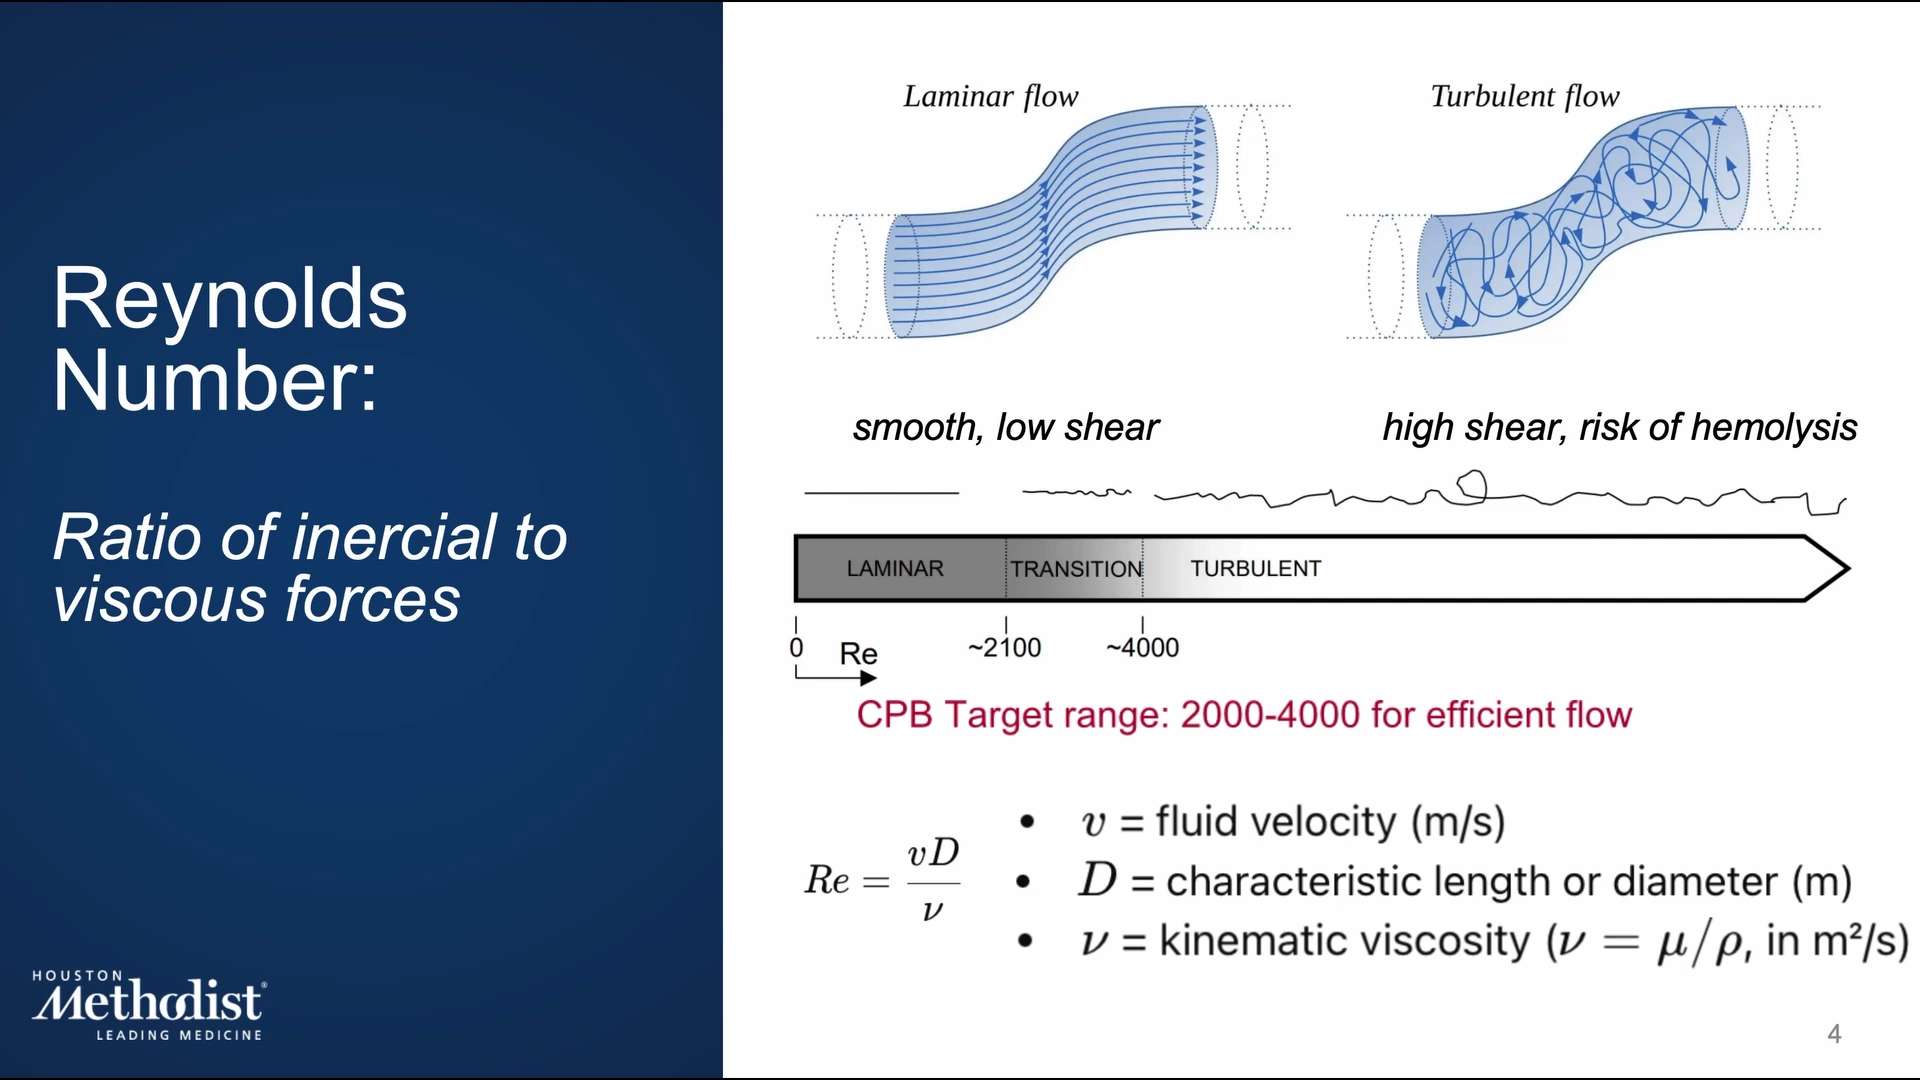 Reynolds
Number:
Ratio of inercial to
viscous forces
HOUSTON
Methodist®
LEADING MEDICINE
Laminar flow
Turbulent flow
smooth, low shear
high shear, risk of hemolysis
LAMINAR
TRANSITION
TURBULENT
0
Re
~2100
~4000
CPB Target range: 2000-4000 for efficient flow
Re = vD/ν
• v = fluid velocity (m/s)
• D = characteristic length or diameter (m)
• ν = kinematic viscosity (ν = μ/ρ, in m²/s)
4